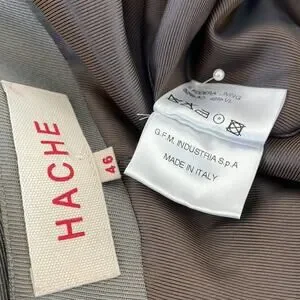 HACHE
46
G.F.M. INDUSTRIA S.p.A
MADE IN ITALY